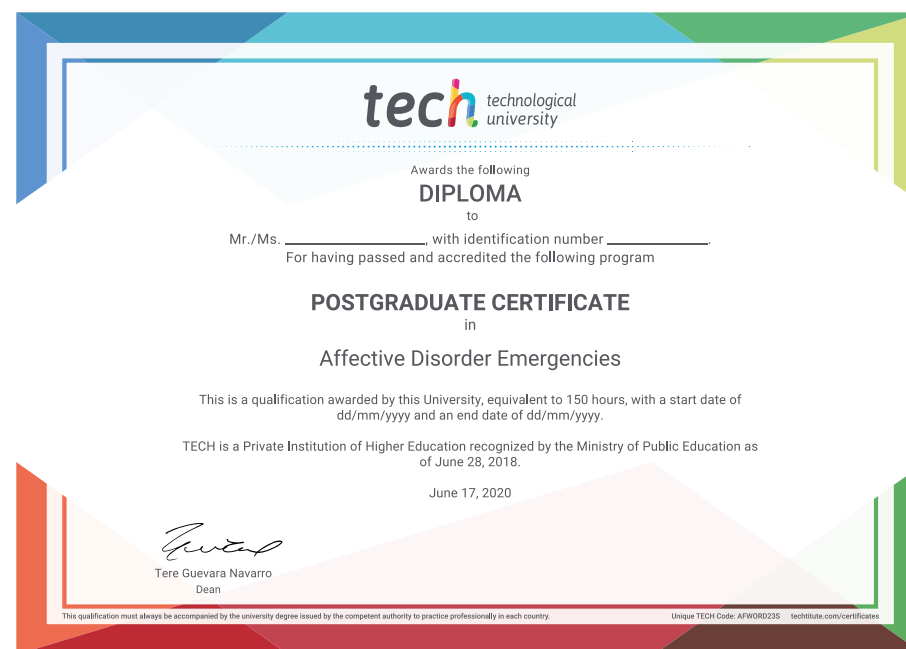 tech technological
university
Awards the following
DIPLOMA
to
Mr./Ms. ____________________, with identification number ______________.
For having passed and accredited the following program
POSTGRADUATE CERTIFICATE
in
Affective Disorder Emergencies
This is a qualification awarded by this University, equivalent to 150 hours, with a start date of
dd/mm/yyyy and an end date of dd/mm/yyyy.
TECH is a Private Institution of Higher Education recognized by the Ministry of Public Education as
of June 28, 2018.
June 17, 2020
Tere Guevara Navarro
Dean
This qualification must always be accompanied by the university degree issued by the competent authority to practice professionally in each country. Unique TECH Code: AFWORD23S techtitute.com/certificates